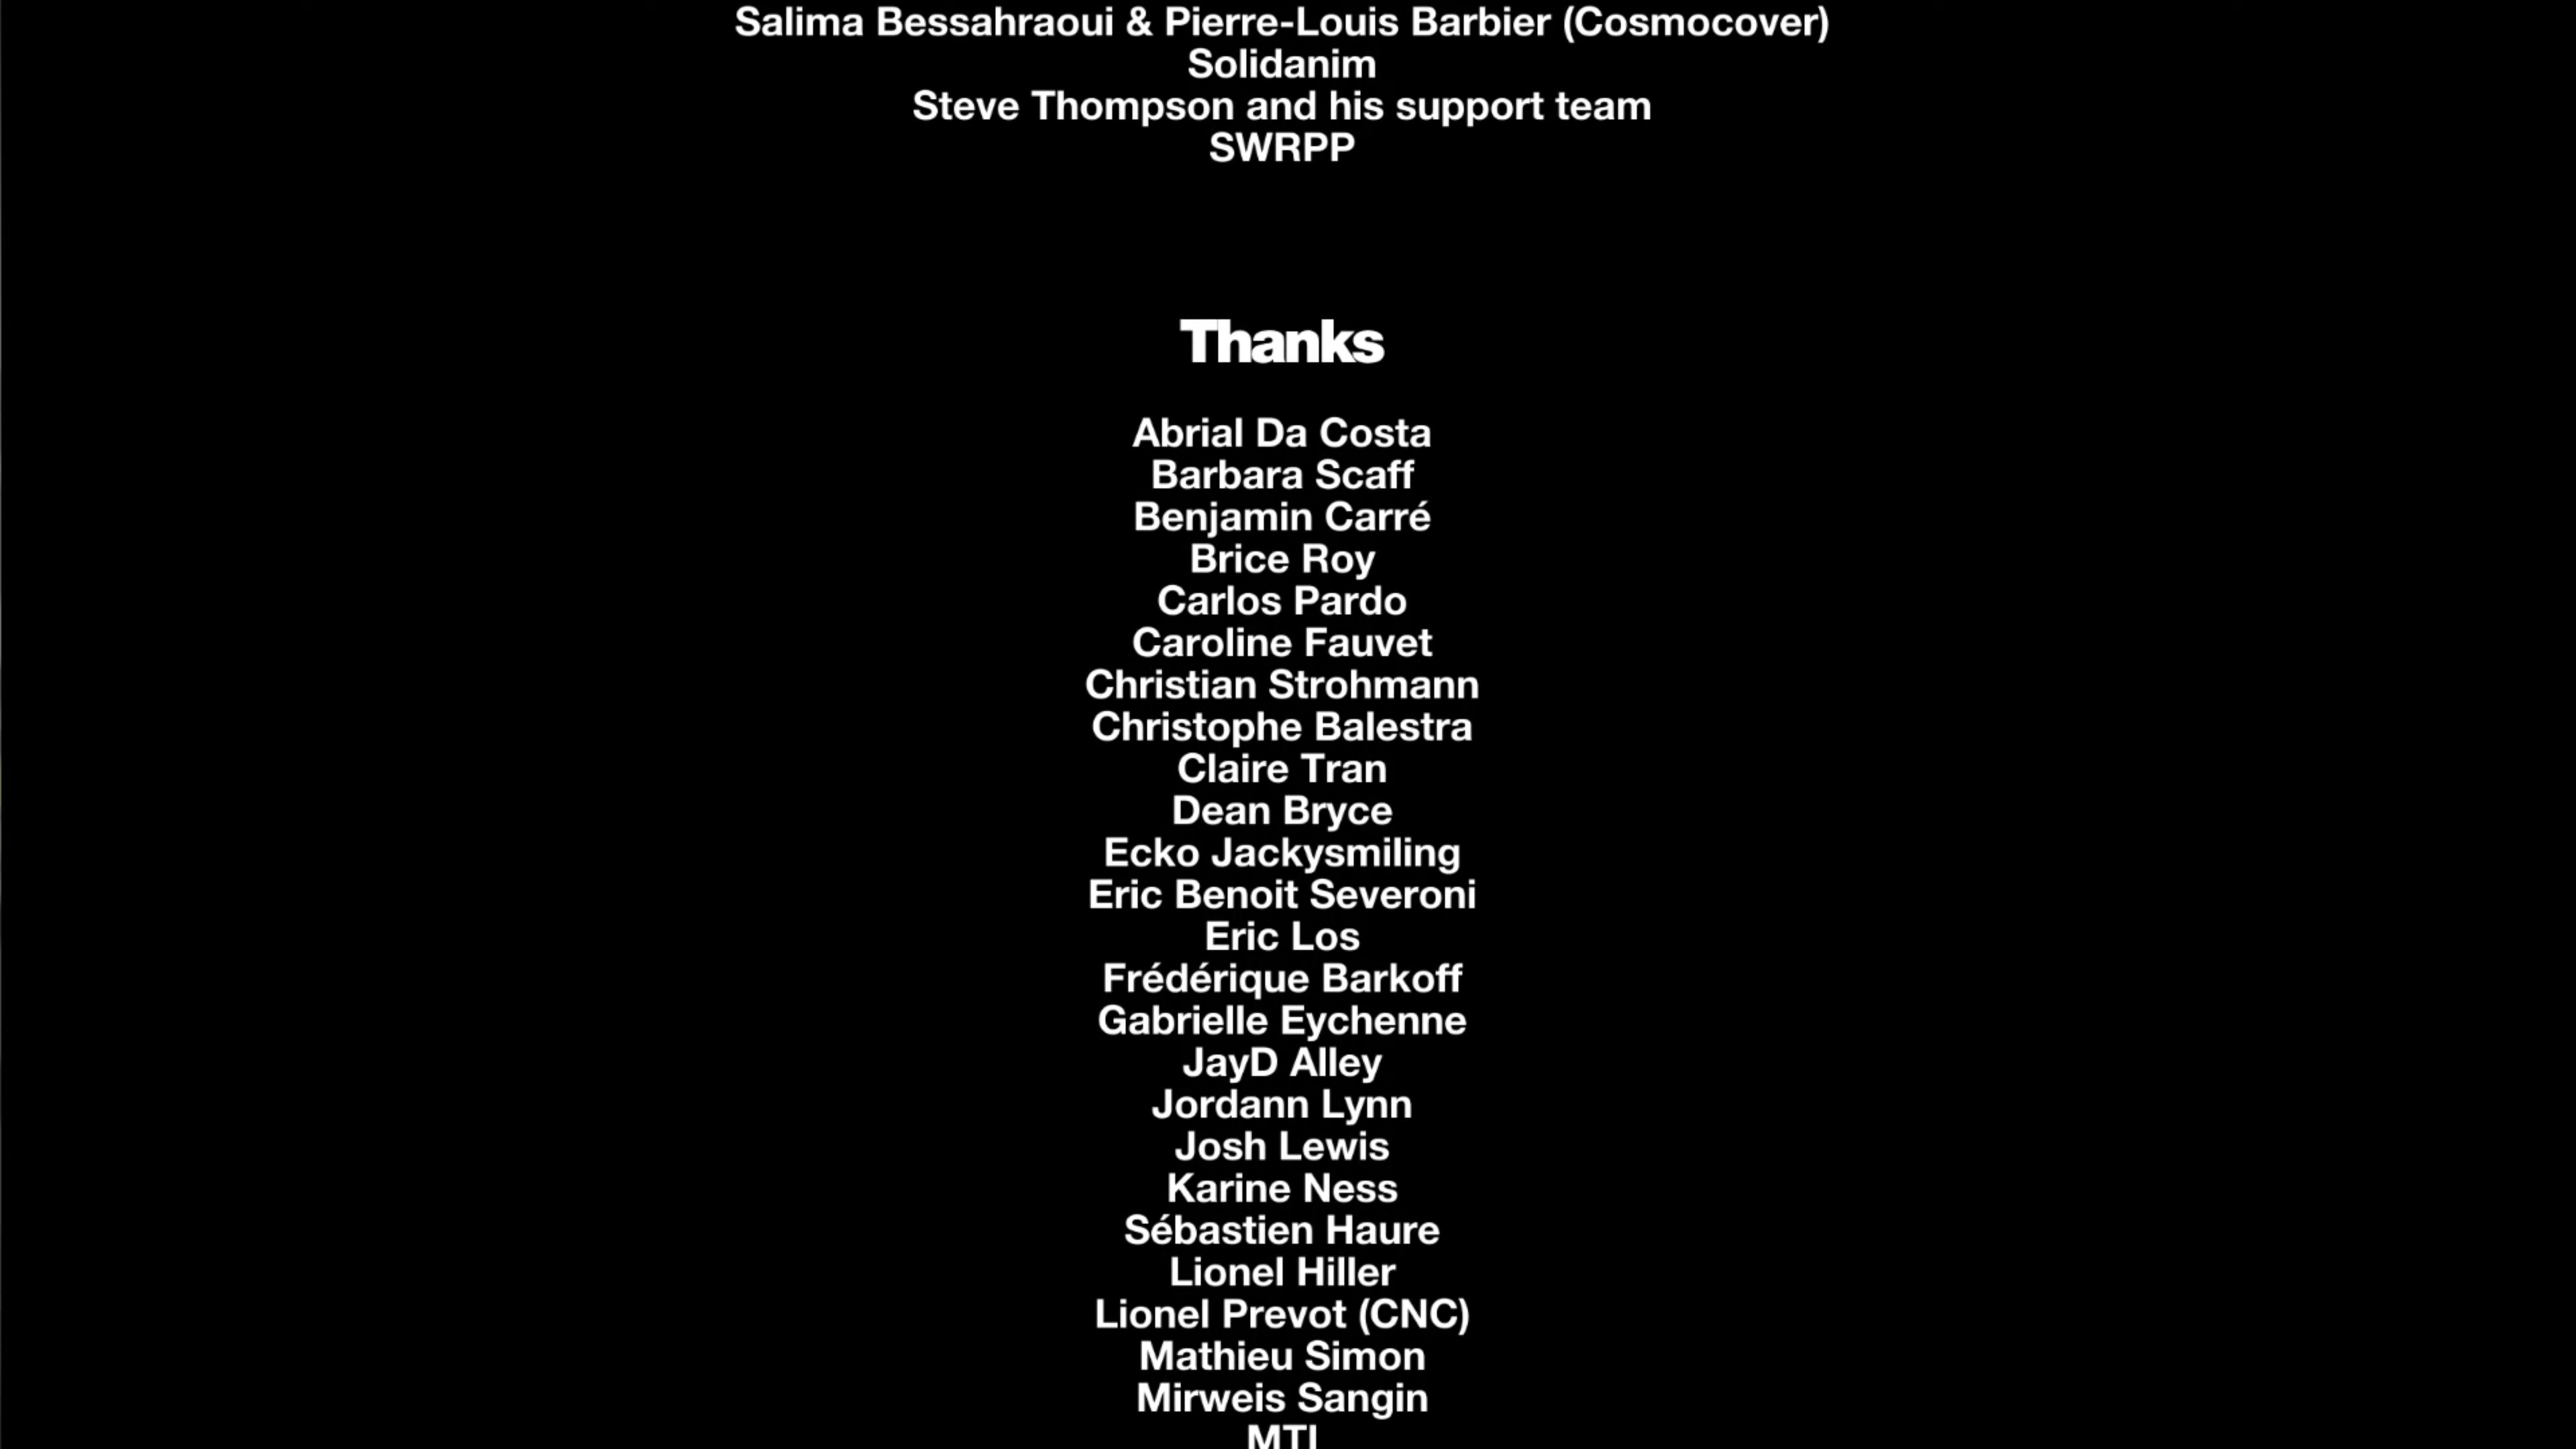 Salima Bessahraoui & Pierre-Louis Barbier (Cosmocover)
Solidanim
Steve Thompson and his support team
SWRPP
Thanks
Abrial Da Costa
Barbara Scaff
Benjamin Carré
Brice Roy
Carlos Pardo
Caroline Fauvet
Christian Strohmann
Christophe Balestra
Claire Tran
Dean Bryce
Ecko Jackysmiling
Eric Benoit Severoni
Eric Los
Frédérique Barkoff
Gabrielle Eychenne
JayD Alley
Jordann Lynn
Josh Lewis
Karine Ness
Sébastien Haure
Lionel Hiller
Lionel Prevot (CNC)
Mathieu Simon
Mirweis Sangin
MTI